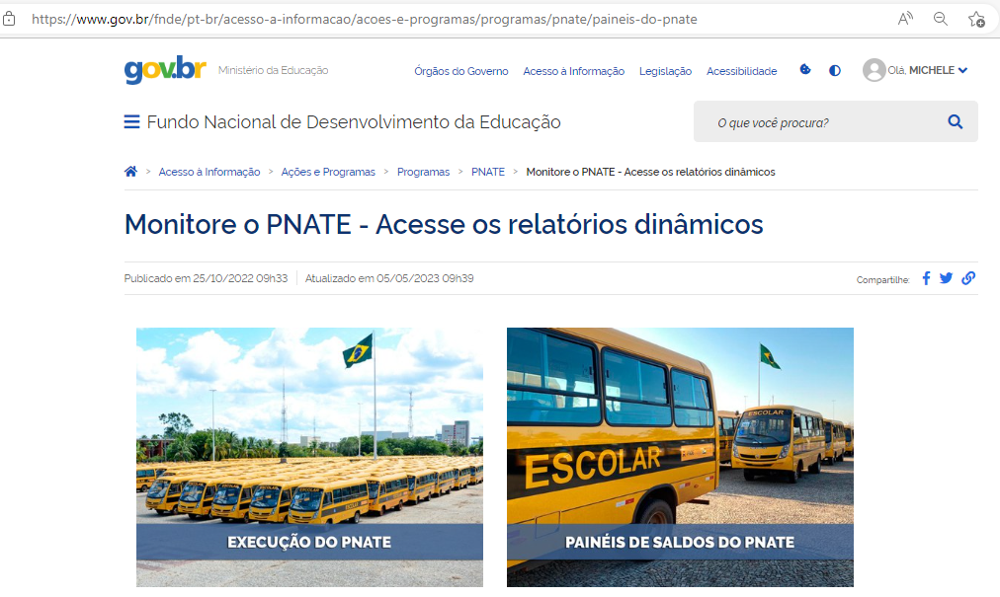 https://www.gov.br/fnde/pt-br/acesso-a-informacao/acoes-e-programas/programas/pnate/paineis-do-pnate
gov.br Ministério da Educação Órgãos do Governo Acesso à Informação Legislação Acessibilidade Olá, MICHELE
Fundo Nacional de Desenvolvimento da Educação O que você procura?
> Acesso à Informação > Ações e Programas > Programas > PNATE > Monitore o PNATE - Acesse os relatórios dinâmicos
Monitore o PNATE - Acesse os relatórios dinâmicos
Publicado em 25/10/2022 09h33 Atualizado em 05/05/2023 09h39 Compartilhe:
ESCOLAR
ESCOLAR
EXECUÇÃO DO PNATE
PAINÉIS DE SALDOS DO PNATE